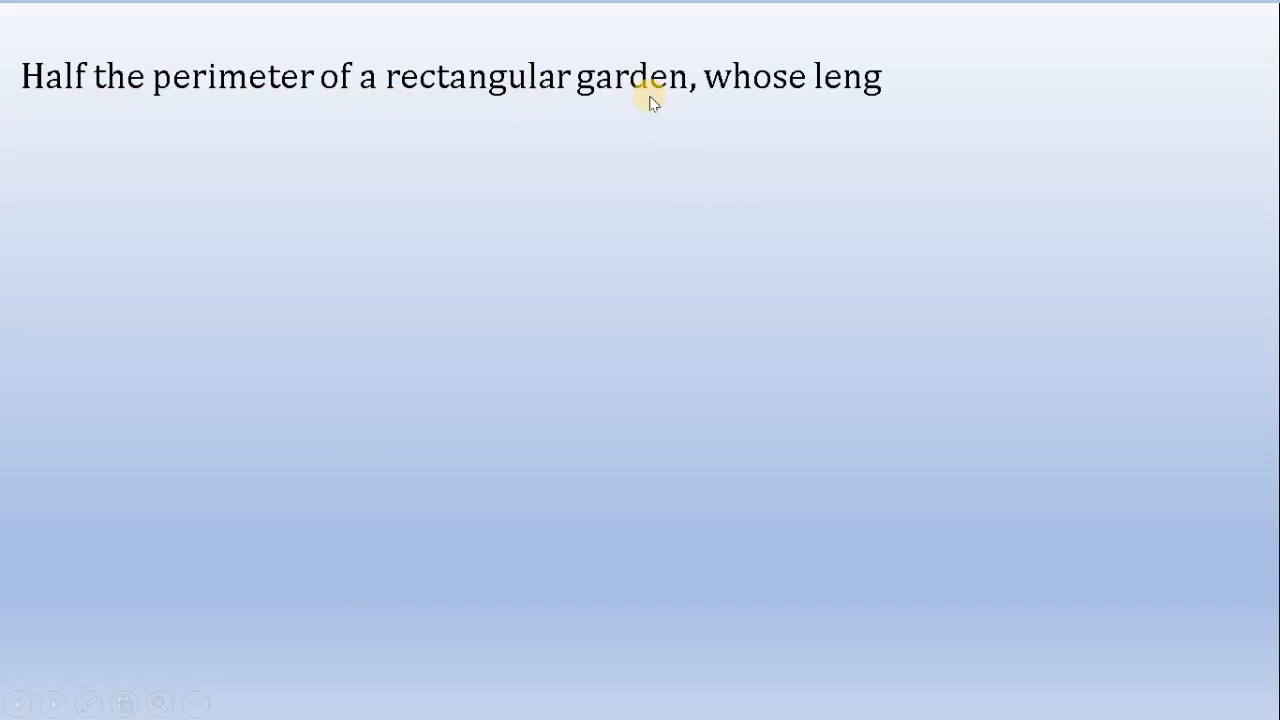 Half the perimeter of a rectangular garden, whose leng